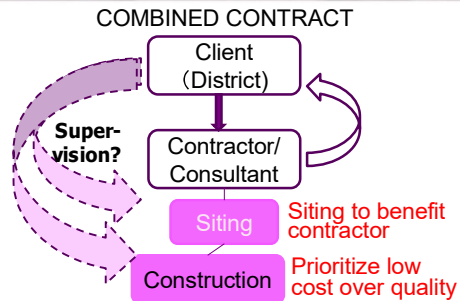 COMBINED CONTRACT
Client
(District)
Super-
vision?
Contractor/
Consultant
Siting
Siting to benefit
contractor
Construction
Prioritize low
cost over quality